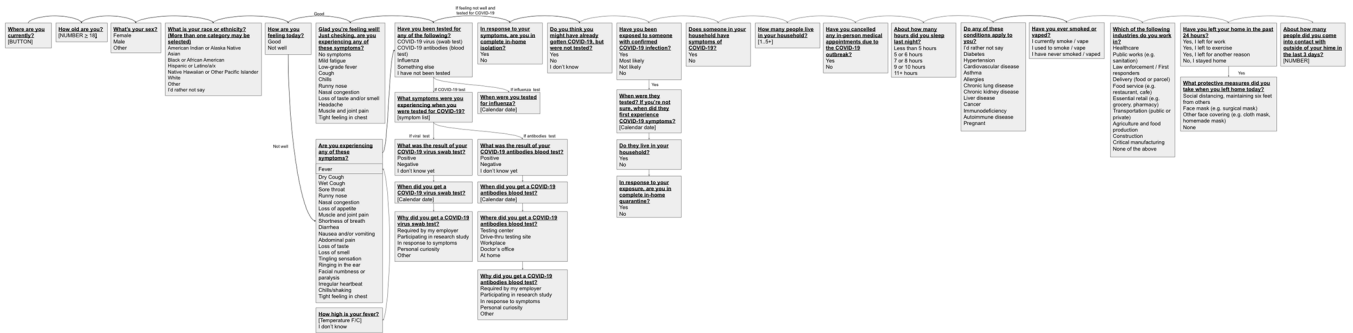 If feeling not well and
tested for COVID-19
Good
Where are you
currently?
[BUTTON]
How old are you?
[NUMBER ≥ 18]
What's your sex?
Female
Male
Other
What is your race or ethnicity?
(More than one category may be
selected)
American Indian or Alaska Native
Asian
Black or African American
Hispanic or Latino/a/x
Native Hawaiian or Other Pacific Islander
White
Other
I'd rather not say
How are you
feeling today?
Good
Not well
Not well
Glad you're feeling well!
Just checking, are you
experiencing any of
these symptoms?
No symptoms
Mild fatigue
Low-grade fever
Cough
Chills
Runny nose
Nasal congestion
Loss of taste and/or smell
Headache
Muscle and joint pain
Tight feeling in chest
Are you experiencing
any of these
symptoms?
Fever
Dry Cough
Wet Cough
Sore throat
Runny nose
Nasal congestion
Loss of appetite
Muscle and joint pain
Shortness of breath
Diarrhea
Nausea and/or vomiting
Abdominal pain
Loss of taste
Loss of smell
Tingling sensation
Ringing in the ear
Facial numbness or
paralysis
Irregular heartbeat
Chills/shaking
Tight feeling in chest
How high is your fever?
[Temperature F/C]
I don't know
Have you been tested for
any of the following?
COVID-19 virus (swab test)
COVID-19 antibodies (blood
test)
Influenza
Something else
I have not been tested
If COVID-19 test
If influenza test
What symptoms were you
experiencing when you
were tested for COVID-19?
[symptom list]
When were you tested
for influenza?
[Calendar date]
If viral test
If antibodies test
What was the result of your
COVID-19 virus swab test?
Positive
Negative
I don't know yet
When did you get a
COVID-19 virus swab test?
[Calendar date]
Why did you get a COVID-19
virus swab test?
Required by my employer
Participating in research study
In response to symptoms
Personal curiosity
Other
What was the result of your
COVID-19 antibodies blood test?
Positive
Negative
I don't know yet
When did you get a COVID-19
antibodies blood test?
[Calendar date]
Where did you get a COVID-19
antibodies blood test?
Testing center
Drive-thru testing site
Workplace
Doctor's office
At home
Why did you get a COVID-19
antibodies blood test?
Required by my employer
Participating in research study
In response to symptoms
Personal curiosity
Other
In response to your
symptoms, are you in
complete in-home
isolation?
Yes
No
Do you think you
might have already
gotten COVID-19, but
were not tested?
Yes
No
I don't know
Have you been
exposed to someone
with confirmed
COVID-19 infection?
Yes
Most likely
Not likely
No
Yes
When were they
tested? If you're not
sure, when did they
first experience
COVID-19 symptoms?
[Calendar date]
Do they live in your
household?
Yes
No
In response to your
exposure, are you in
complete in-home
quarantine?
Yes
No
Does someone in your
household have
symptoms of
COVID-19?
Yes
No
How many people live
in your household?
[1..5+]
Have you cancelled
any in-person medical
appointments due to
the COVID-19
outbreak?
Yes
No
About how many
hours did you sleep
last night?
Less than 5 hours
5 or 6 hours
7 or 8 hours
9 or 10 hours
11+ hours
Do any of these
conditions apply to
you?
I'd rather not say
Diabetes
Hypertension
Cardiovascular disease
Asthma
Allergies
Chronic lung disease
Chronic kidney disease
Liver disease
Cancer
Immunodeficiency
Autoimmune disease
Pregnant
Have you ever smoked or vaped?
I currently smoke / vape
I used to smoke / vape
I have never smoked / vaped
Which of the following
industries do you work
in?
Healthcare
Public works (e.g.
sanitation)
Law enforcement / First
responders
Delivery (food or parcel)
Food service (e.g.
restaurant, cafe)
Essential retail (e.g.
grocery, pharmacy)
Transportation (public or
private)
Agriculture and food
production
Construction
Critical manufacturing
None of the above
Have you left your home in the past
24 hours?
Yes, I left for work
Yes, I left to exercise
Yes, I left for another reason
No, I stayed home
Yes
What protective measures did you
take when you left home today?
Social distancing, maintaining six feet
from others
Face mask (e.g. surgical mask)
Other face covering (e.g. cloth mask,
homemade mask)
None
About how many
people did you come
into contact with
outside of your hime in
the last 3 days?
[NUMBER]